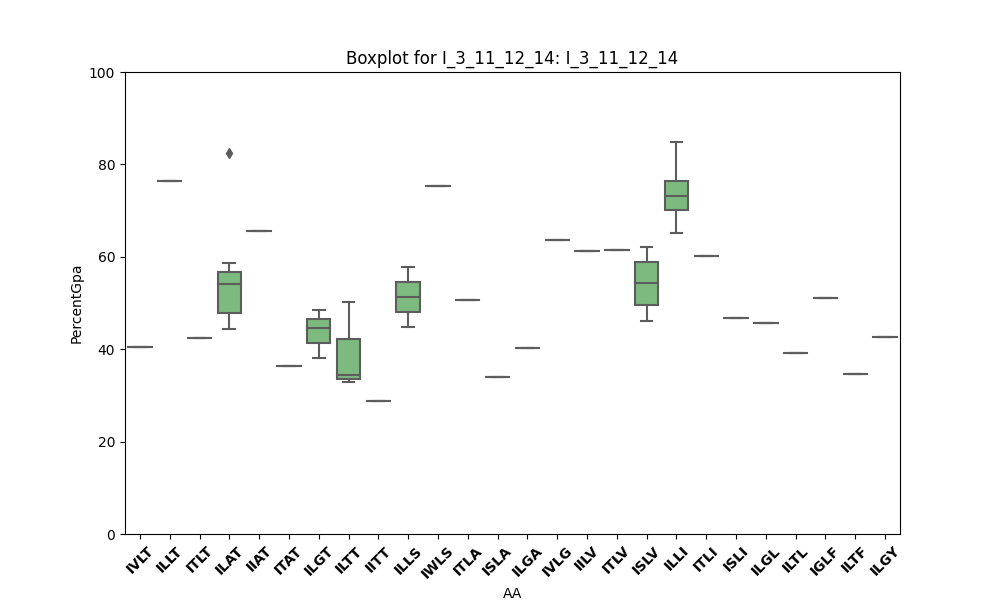 Boxplot for I_3_11_12_14: I_3_11_12_14
100
80
60
40
20
0
PercentGpa
IVLT ILLT ITLT ILAT IIAT ITAT ILGT ILTT IITT ILLS IWLS ITLA ISLA ILGA IVLG IILV ITLV ISLV ILLI ITLI ISLI ILGL ILTL IGLF ILTF ILGY
AA